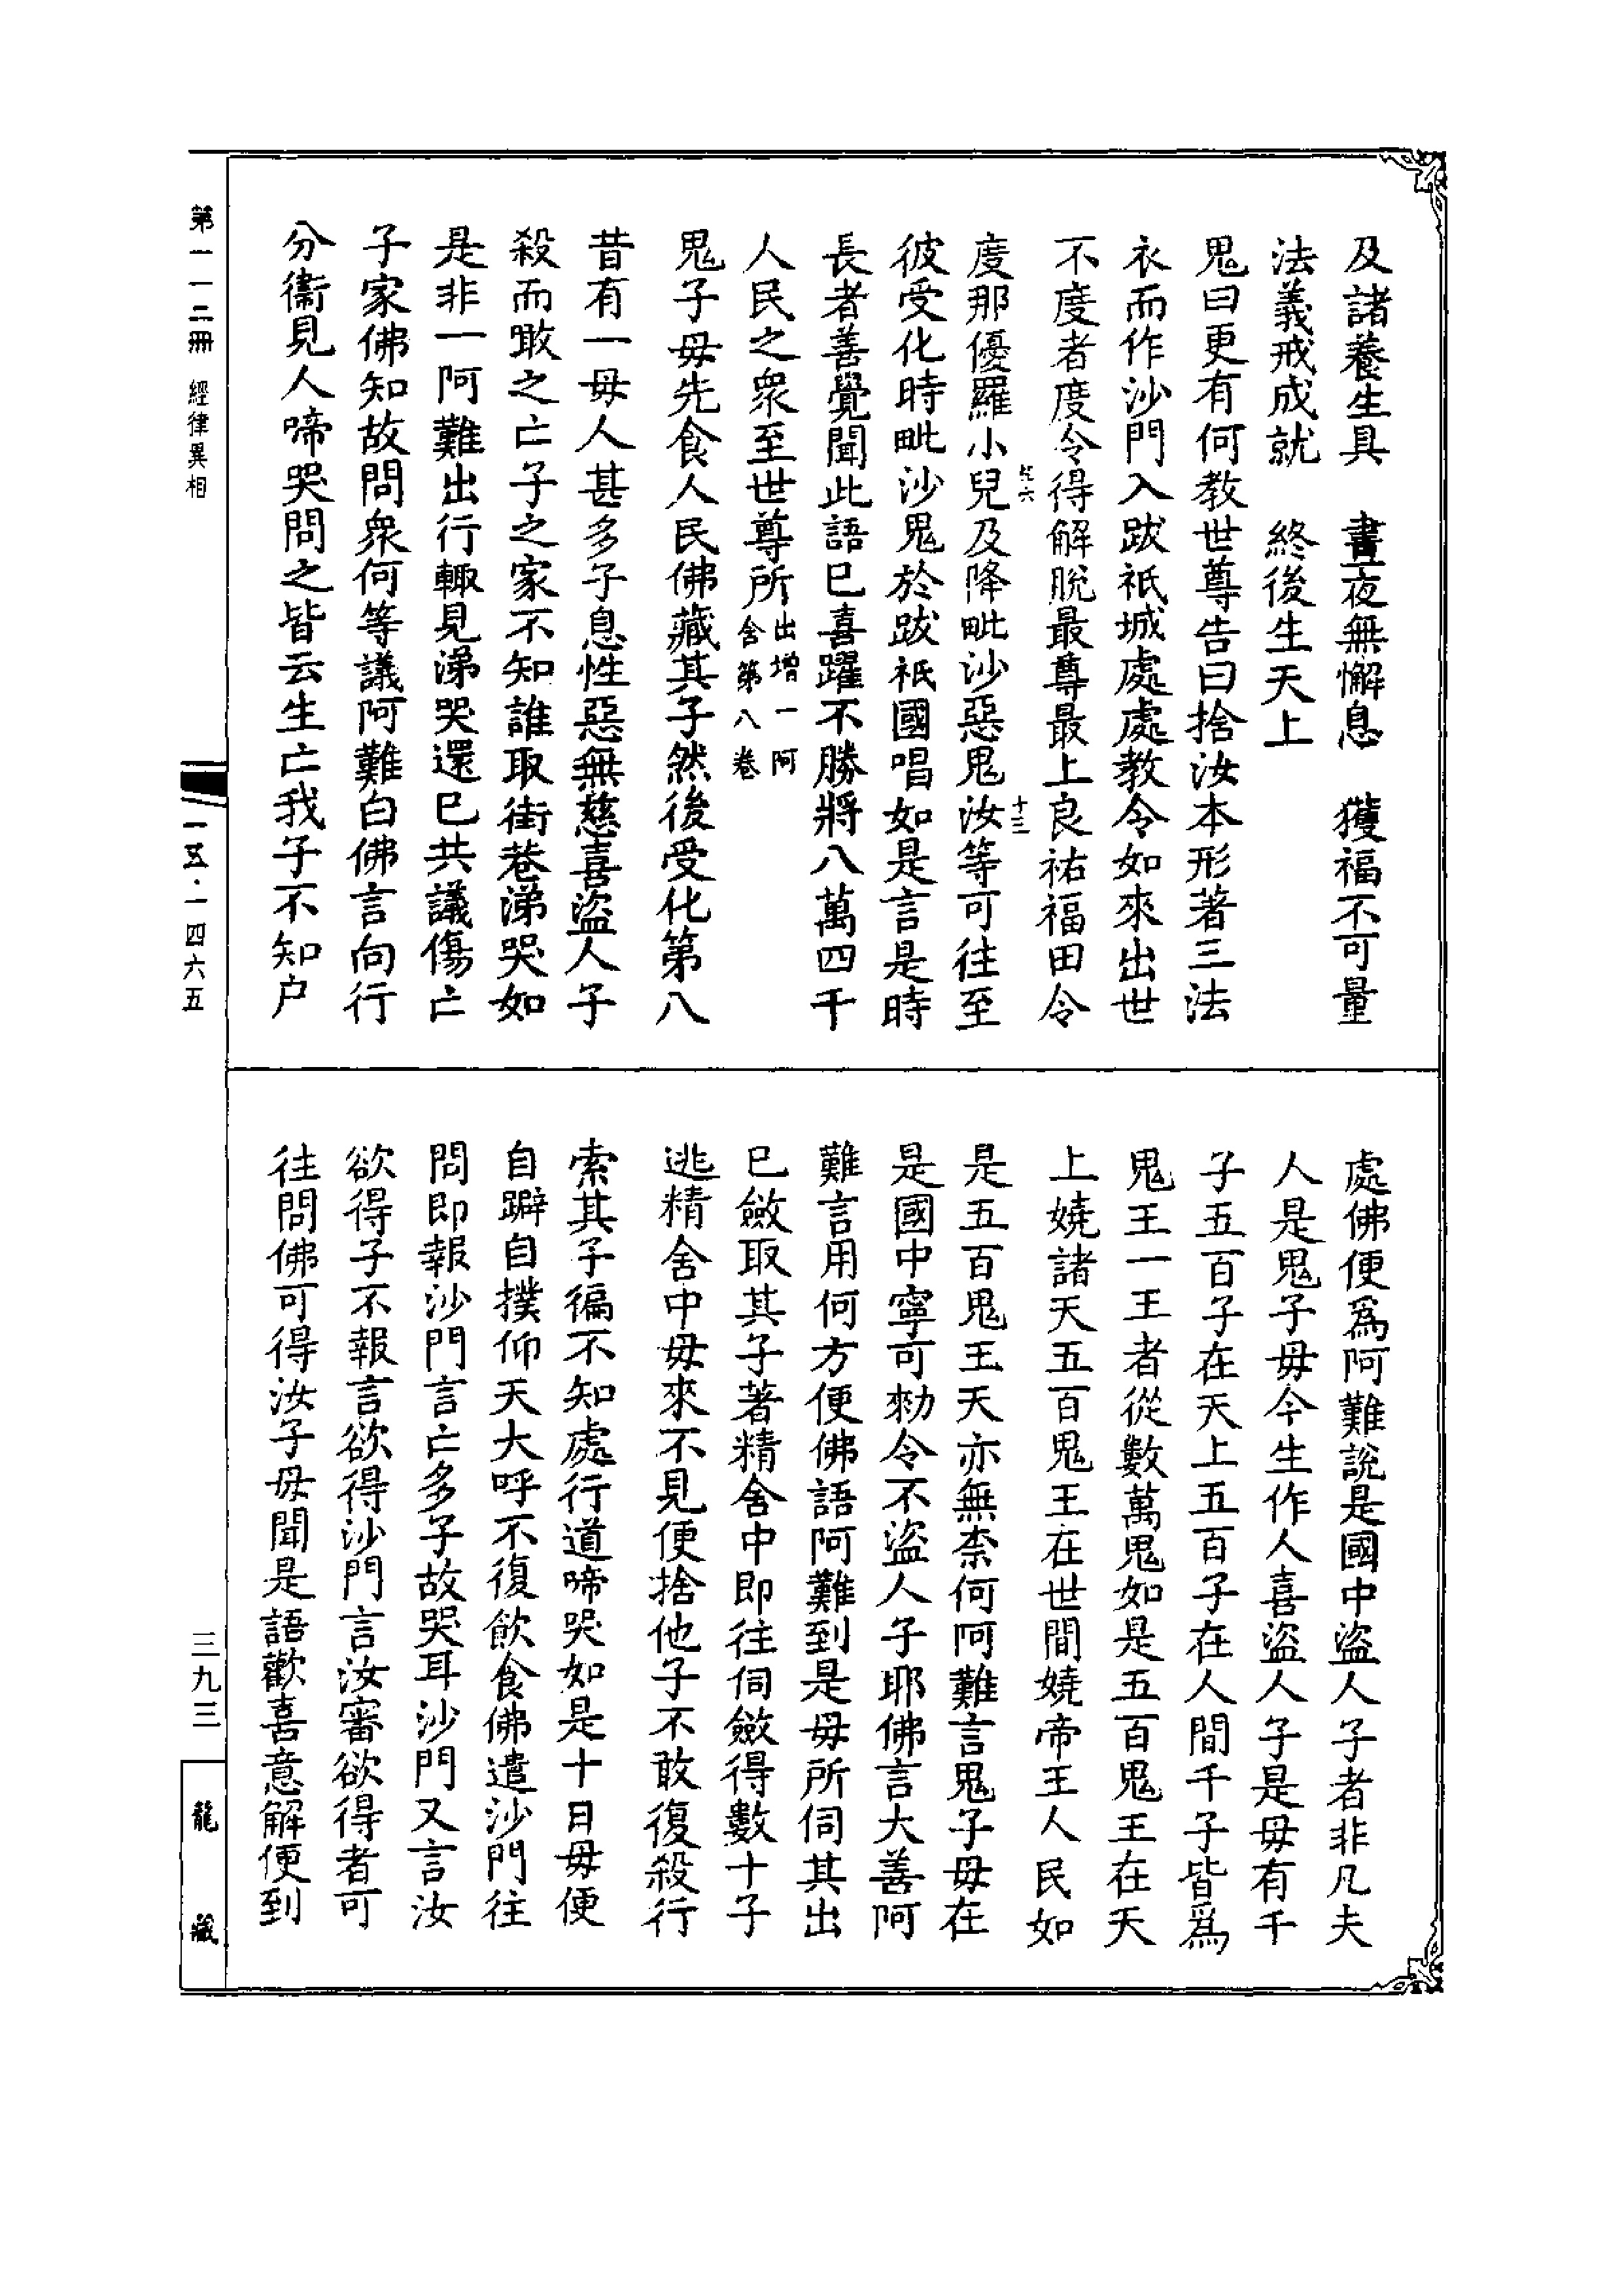 及諸養生具　晝夜無懈息　獲福不可量
法義戒成就　終後生天上
鬼曰更有何教世尊告曰捨汝本形著三法
衣而作沙門入跋祇城處處教令如來出世
不度者度令得解脫最尊最上良祐福田令
度那優羅小兒及降毗沙惡鬼汝等可往至
彼受化時毗沙鬼於跋祇國唱如是言是時
長者善覺聞此語已喜躍不勝將八萬四千
人民之衆至世尊所出增一阿含第八卷
鬼子母先食人民佛藏其子然後受化第八
昔有一母人甚多子息性惡無慈喜盜人子
殺而噉之亡子之家不知誰取街巷涕哭如
是非一阿難出行輙見涕哭還已共議傷亡
子家佛知故問衆何等議阿難白佛言向行
分衞見人啼哭問之皆云生亡我子不知户
處佛便爲阿難說是國中盜人子者非凡夫
人是鬼子母今生作人喜盜人子是母有千
子五百子在天上五百子在人間千子皆爲
鬼王一王者從數萬鬼如是五百鬼王在天
上嬈諸天五百鬼王在世間嬈帝王人民如
是五百鬼王天亦無柰何阿難言鬼子母在
是國中寧可勑令不盜人子耶佛言大善阿
難言用何方便佛語阿難到是母所伺其出
已斂取其子著精舍中即往伺斂得數十子
逃精舍中母來不見便捨他子不敢復殺行
索其子徧不知處行道啼哭如是十日母便
自躃自撲仰天大呼不復飲食佛遣沙門往
問即報沙門言亡多子故哭耳沙門又言汝
欲得子不報言欲得沙門言汝審欲得者可
往問佛可得汝子母聞是語歡喜意解便到
第一一二冊　經律異相
一五·一四六五
三九三
龍藏
十三